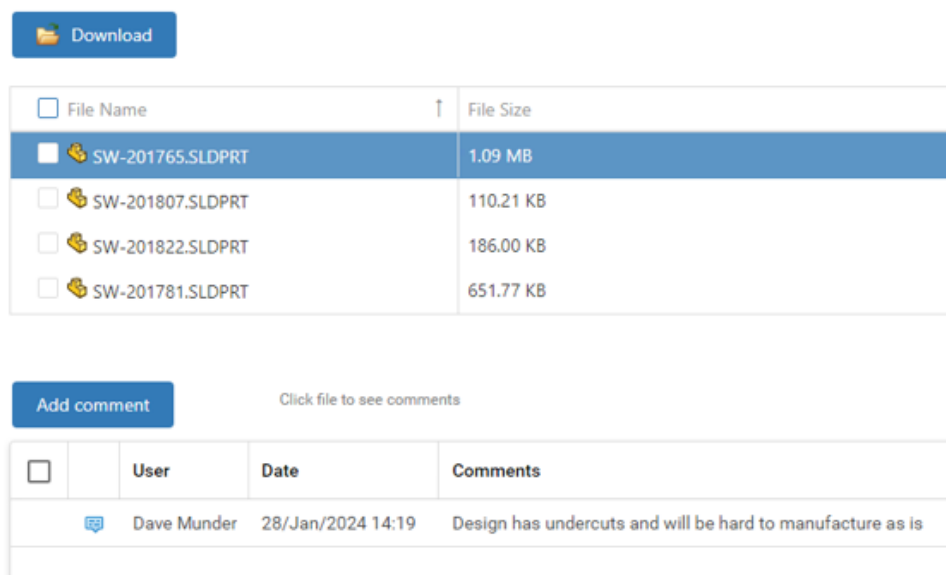 Download
File Name ↑ File Size
SW-201765.SLDPRT 1.09 MB
SW-201807.SLDPRT 110.21 KB
SW-201822.SLDPRT 186.00 KB
SW-201781.SLDPRT 651.77 KB
Add comment Click file to see comments
User Date Comments
Dave Munder 28/Jan/2024 14:19 Design has undercuts and will be hard to manufacture as is